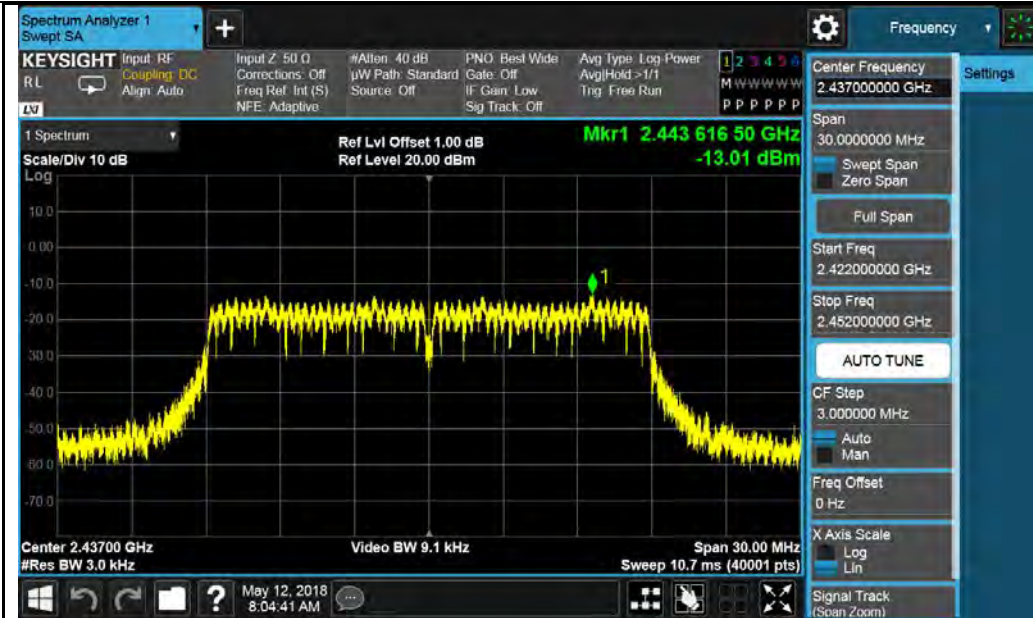 Spectrum Analyzer 1
Swept SA
+
Frequency
KEYSIGHT
RL
LXI
Input: RF
Coupling: DC
Align: Auto
Input Z: 50 Ω
Corrections: Off
Freq Ref: Int (S)
NFE: Adaptive
#Atten: 40 dB
µW Path: Standard
Source: Off
PNO: Best Wide
Gate: Off
IF Gain: Low
Sig Track: Off
Avg Type: Log-Power
Avg|Hold:>1/1
Trig: Free Run
1 2 3 4 5 6
M W W W W W
P P P P P P
1 Spectrum
Scale/Div 10 dB
Log
Ref Lvl Offset 1.00 dB
Ref Level 20.00 dBm
Mkr1 2.443 616 50 GHz
-13.01 dBm
10.0
0.00
-10.0
-20.0
-30.0
-40.0
-50.0
-60.0
-70.0
1
Center 2.43700 GHz
#Res BW 3.0 kHz
Video BW 9.1 kHz
Span 30.00 MHz
Sweep 10.7 ms (40001 pts)
?
May 12, 2018
8:04:41 AM
Center Frequency
2.437000000 GHz
Span
30.0000000 MHz
Swept Span
Zero Span
Full Span
Start Freq
2.422000000 GHz
Stop Freq
2.452000000 GHz
AUTO TUNE
CF Step
3.000000 MHz
Auto
Man
Freq Offset
0 Hz
X Axis Scale
Log
Lin
Signal Track
(Span Zoom)
Settings